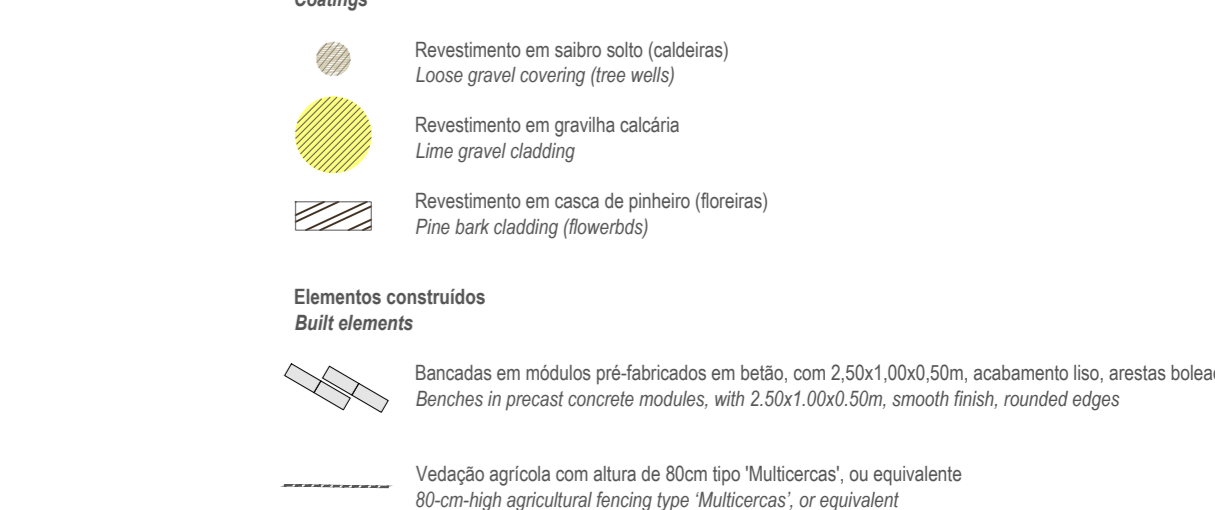 Coatings
Revestimento em saibro solto (caldeiras)
Loose gravel covering (tree wells)
Revestimento em gravilha calcária
Lime gravel cladding
Revestimento em casca de pinheiro (floreiras)
Pine bark cladding (flowerbds)
Elementos construídos
Built elements
Bancadas em módulos pré-fabricados em betão, com 2,50x1,00x0,50m, acabamento liso, arestas
Benches in precast concrete modules, with 2.50x1.00x0.50m, smooth finish, rounded edges
Vedação agrícola com altura de 80cm tipo 'Multicercas', ou equivalente
80-cm-high agricultural fencing type ‘Multicercas’, or equivalent